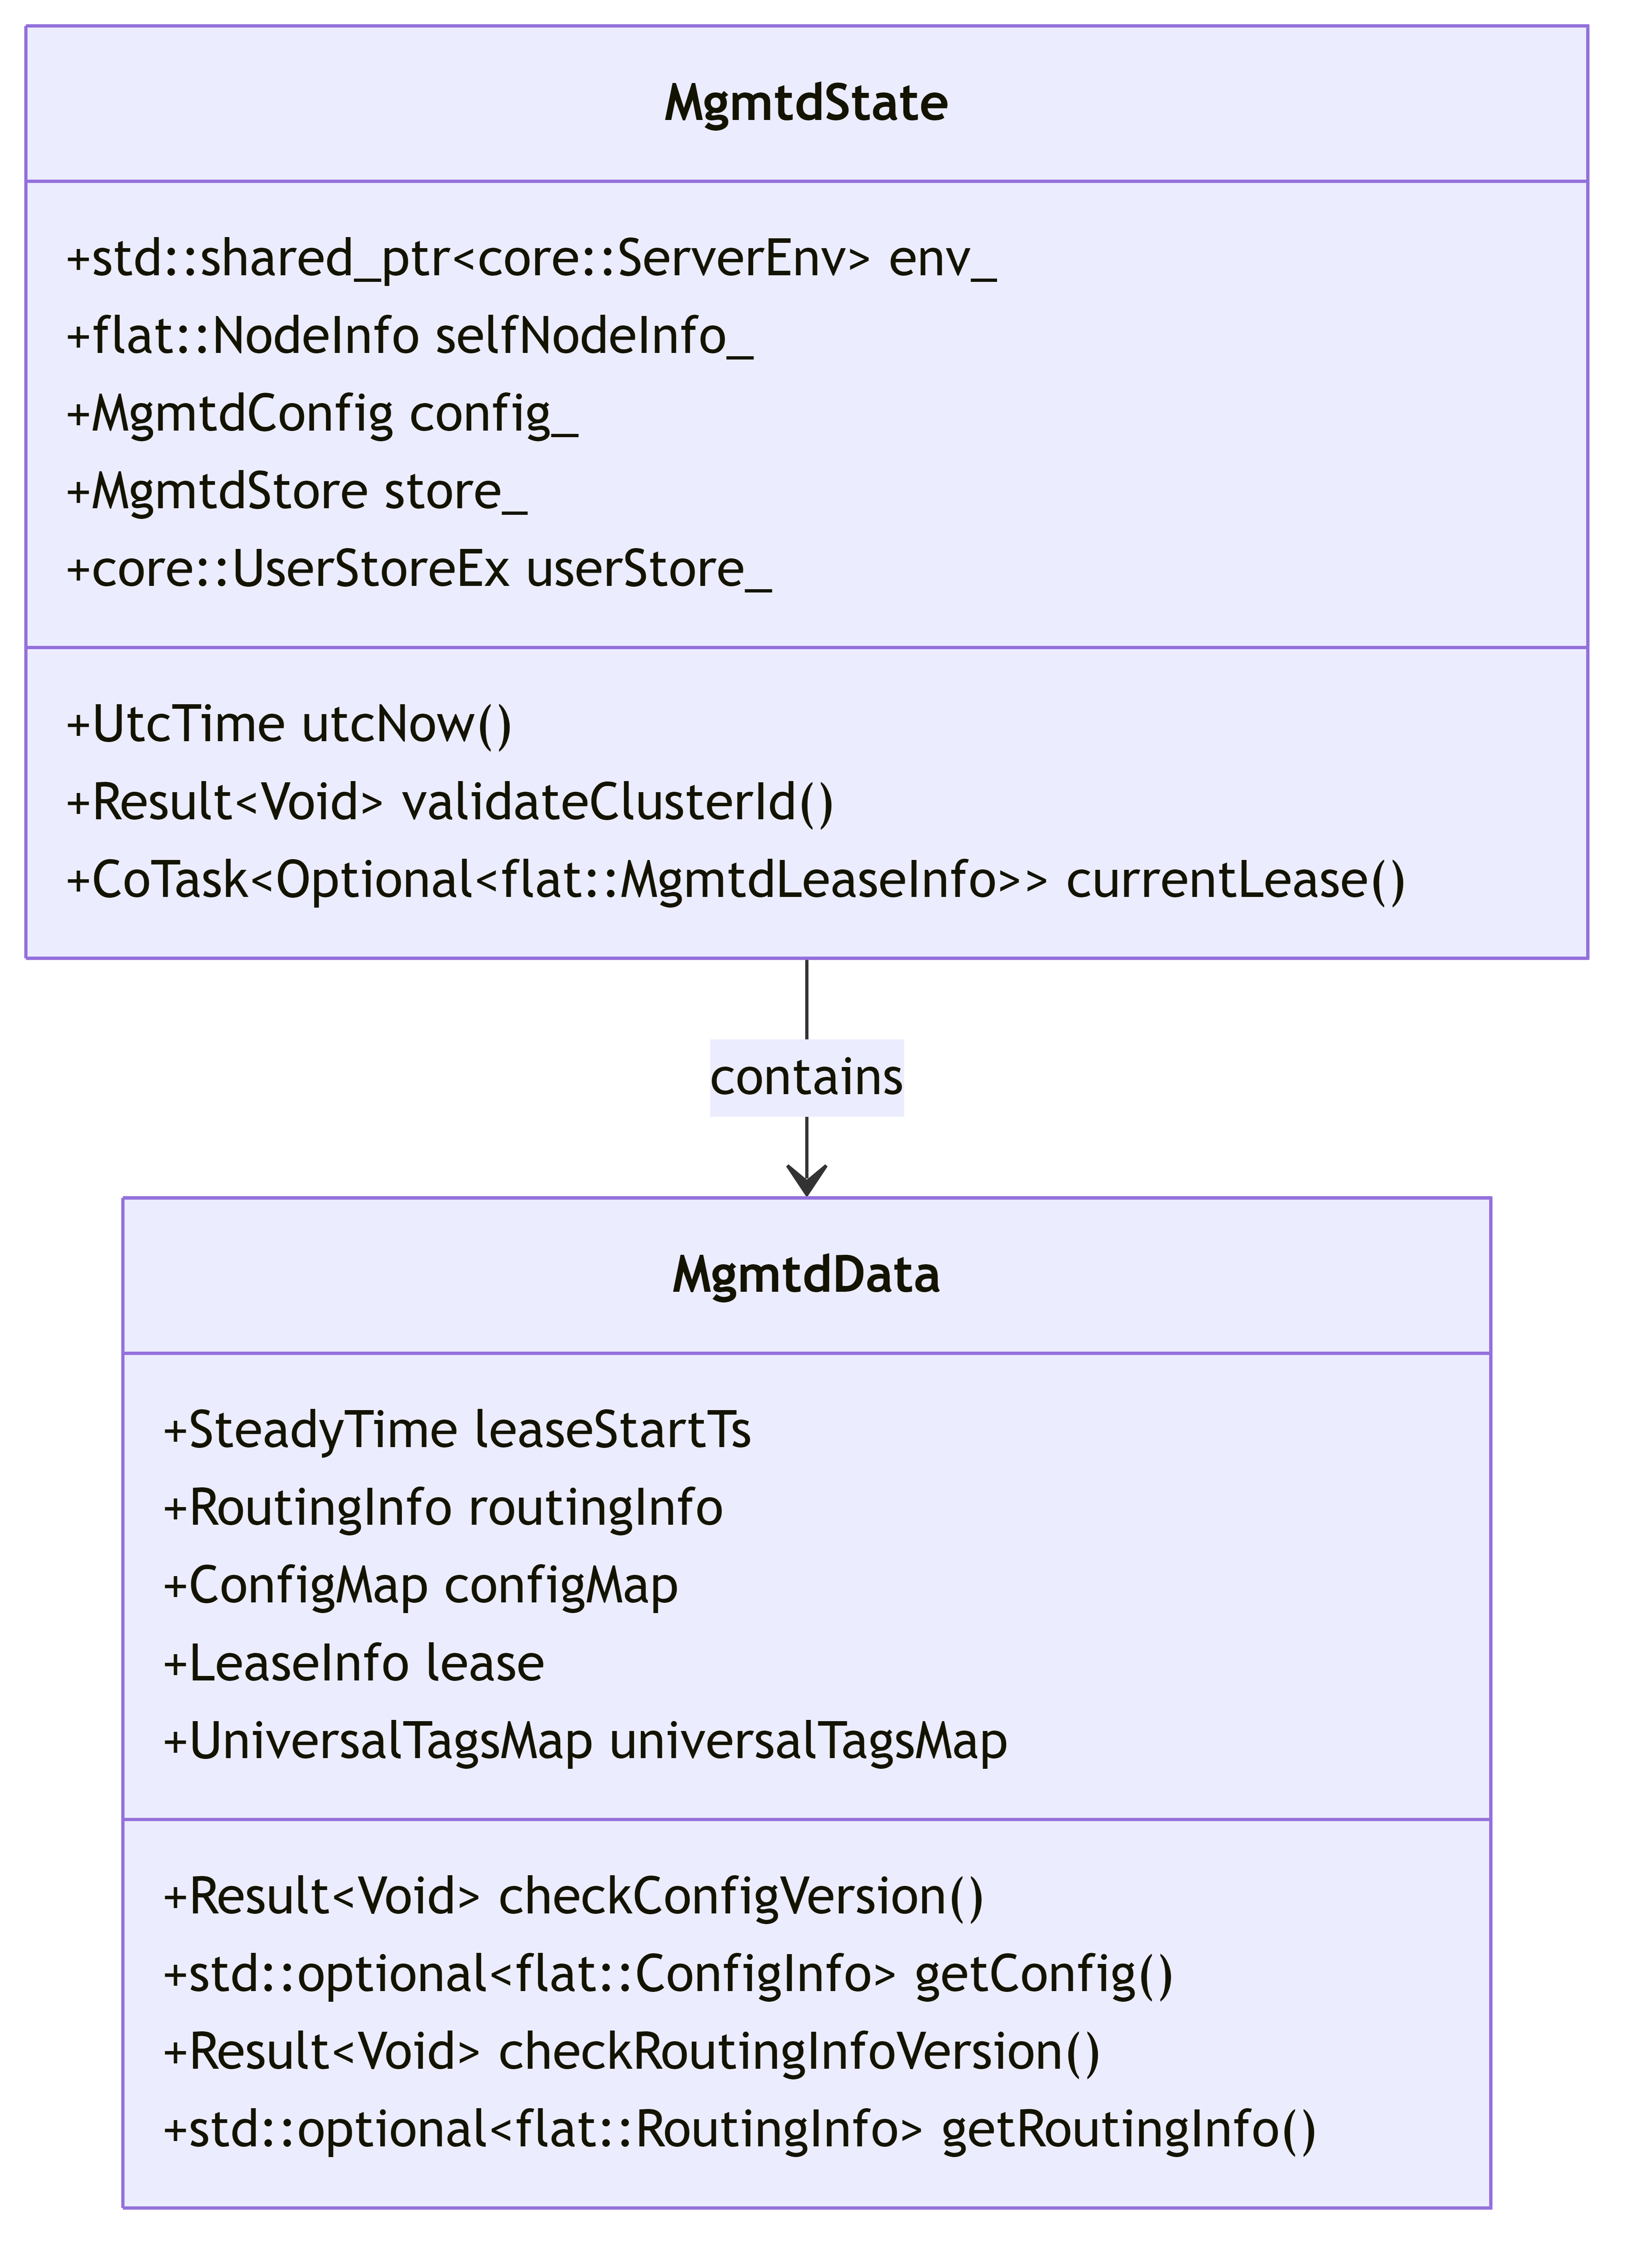 MgmtdState
+std::shared_ptr<core::ServerEnv> env_
+flat::NodeInfo selfNodeInfo_
+MgmtdConfig config_
+MgmtdStore store_
+core::UserStoreEx userStore_
+UtcTime utcNow()
+Result<Void> validateClusterId()
+CoTask<Optional<flat::MgmtdLeaseInfo>> currentLease()
contains
MgmtdData
+SteadyTime leaseStartTs
+RoutingInfo routingInfo
+ConfigMap configMap
+LeaseInfo lease
+UniversalTagsMap universalTagsMap
+Result<Void> checkConfigVersion()
+std::optional<flat::ConfigInfo> getConfig()
+Result<Void> checkRoutingInfoVersion()
+std::optional<flat::RoutingInfo> getRoutingInfo()